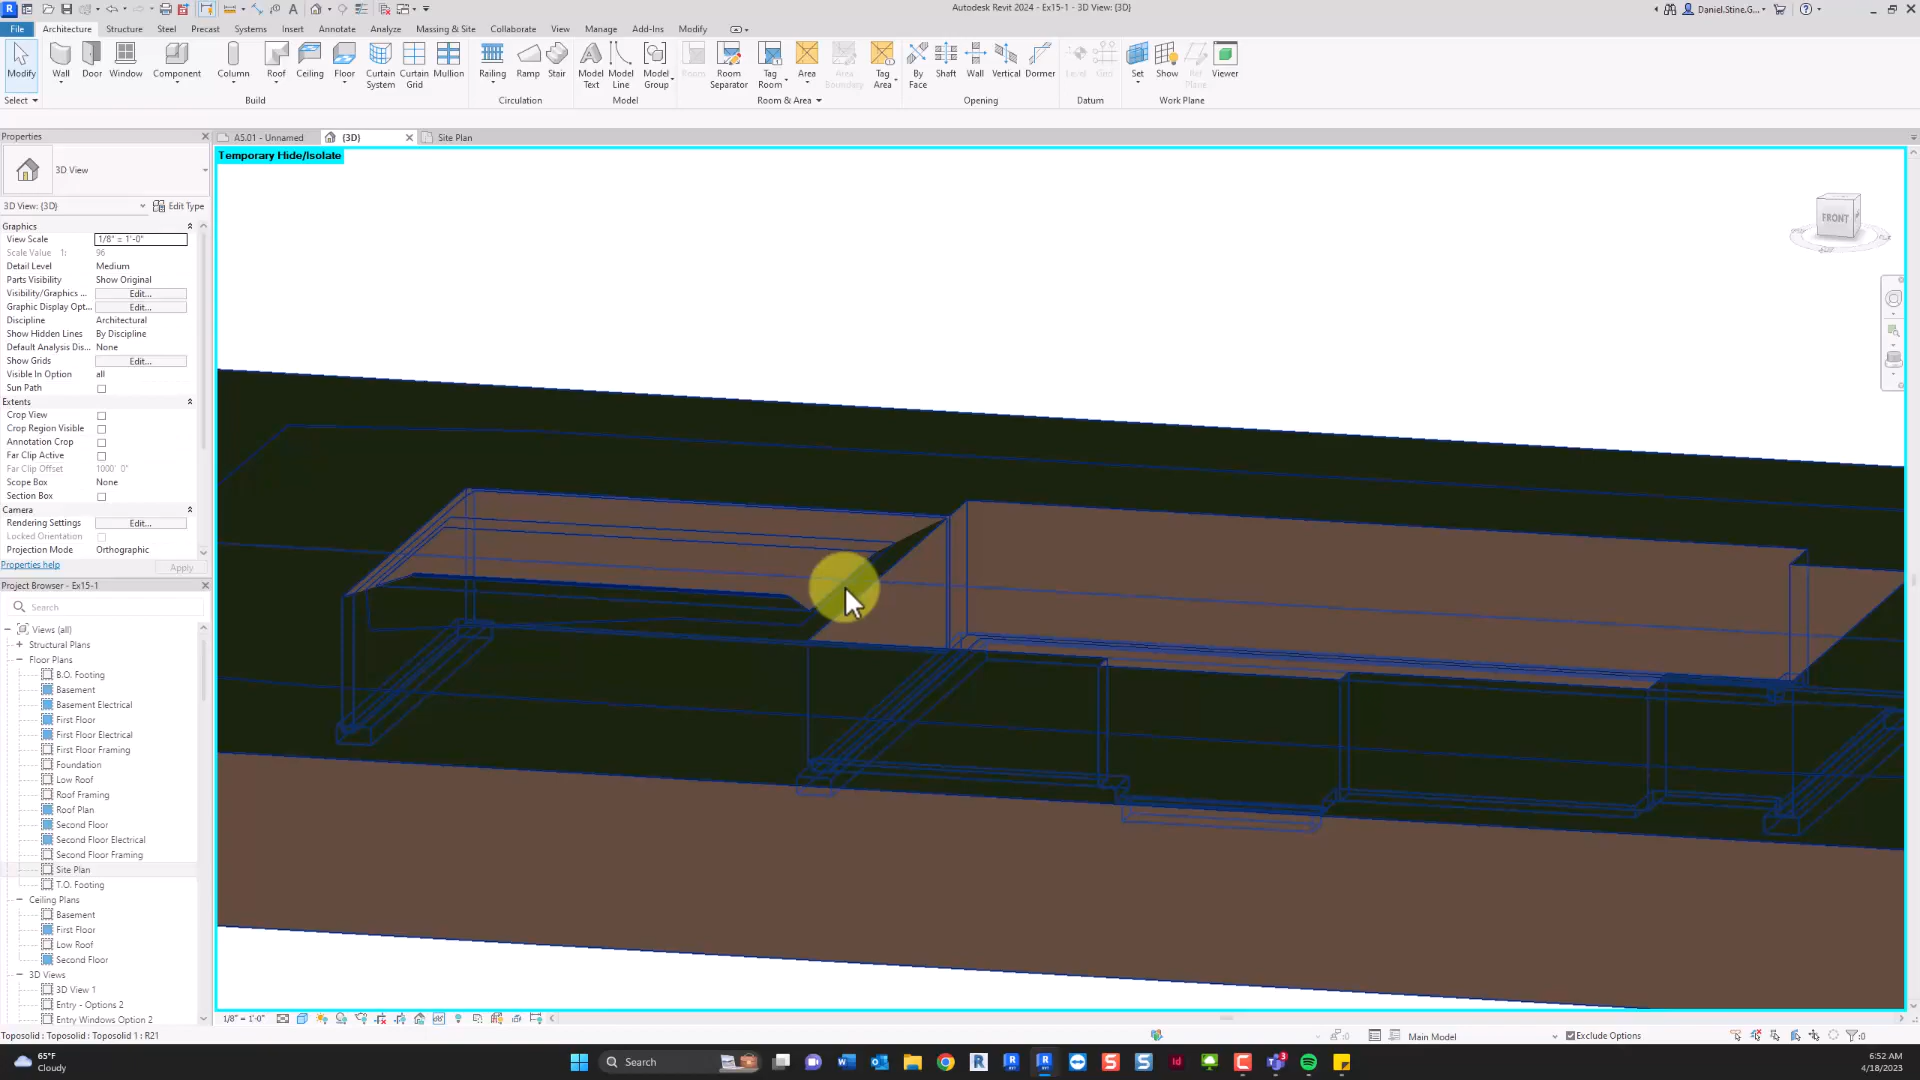 Autodesk Revit 2024 - Ex15-1 - 3D View: {3D}
Daniel.Stine.G...
File Architecture Structure Steel Precast Systems Insert Annotate Analyze Massing & Site Collaborate View Manage Add-Ins Modify
Modify Wall Door Window Component Column Roof Ceiling Floor Curtain System Curtain Grid Mullion Railing Ramp Stair Model Text Model Line Model Group Room Room Separator Tag Room Area Area Boundary Tag Area By Face Shaft Wall Vertical Dormer Level Grid Set Show Ref Plane Viewer
Select Build Circulation Model Room & Area Opening Datum Work Plane
Properties
A5.01 - Unnamed {3D} Site Plan
Temporary Hide/Isolate
3D View
3D View: {3D} Edit Type
Graphics
View Scale 1/8" = 1'-0"
Scale Value 1: 96
Detail Level Medium
Parts Visibility Show Original
Visibility/Graphics ... Edit...
Graphic Display Opt... Edit...
Discipline Architectural
Show Hidden Lines By Discipline
Default Analysis Dis... None
Show Grids Edit...
Visible In Option all
Sun Path
Extents
Crop View
Crop Region Visible
Annotation Crop
Far Clip Active
Far Clip Offset 1000' 0"
Scope Box None
Section Box
Camera
Rendering Settings Edit...
Locked Orientation
Projection Mode Orthographic
Properties help Apply
FRONT
Project Browser - Ex15-1
Search
Views (all)
Structural Plans
Floor Plans
B.O. Footing
Basement
Basement Electrical
First Floor
First Floor Electrical
First Floor Framing
Foundation
Low Roof
Roof Framing
Roof Plan
Second Floor
Second Floor Electrical
Second Floor Framing
Site Plan
T.O. Footing
Ceiling Plans
Basement
First Floor
Low Roof
Second Floor
3D Views
3D View 1
Entry - Options 2
Entry Windows Option 2
1/8" = 1'-0"
Toposolid : Toposolid : Toposolid 1 : R21
:0 Main Model Exclude Options :0
65°F
Cloudy
Search
6:52 AM
4/18/2023